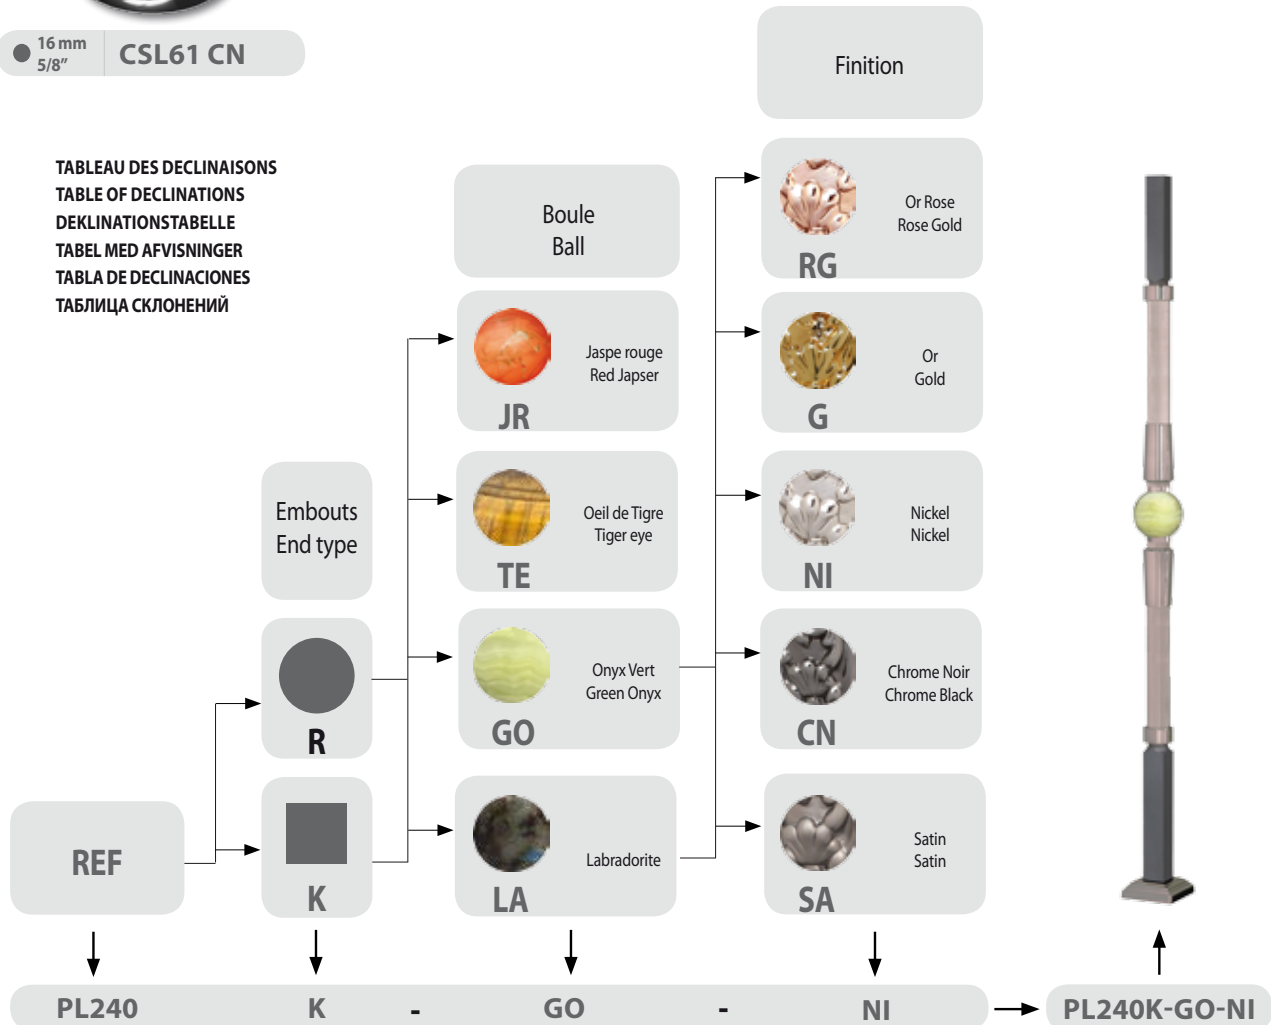 16 mm
5/8”
CSL61 CN
TABLEAU DES DECLINAISONS
TABLE OF DECLINATIONS
DEKLINATIONSTABELLE
TABEL MED AFVISNINGER
TABLA DE DECLINACIONES
ТАБЛИЦА СКЛОНЕНИЙ
REF
Embouts
End type
R
K
Boule
Ball
Jaspe rouge
Red Japser
JR
Oeil de Tigre
Tiger eye
TE
Onyx Vert
Green Onyx
GO
Labradorite
LA
Finition
Or Rose
Rose Gold
RG
Or
Gold
G
Nickel
Nickel
NI
Chrome Noir
Chrome Black
CN
Satin
Satin
SA
PL240 K - GO - NI PL240K-GO-NI